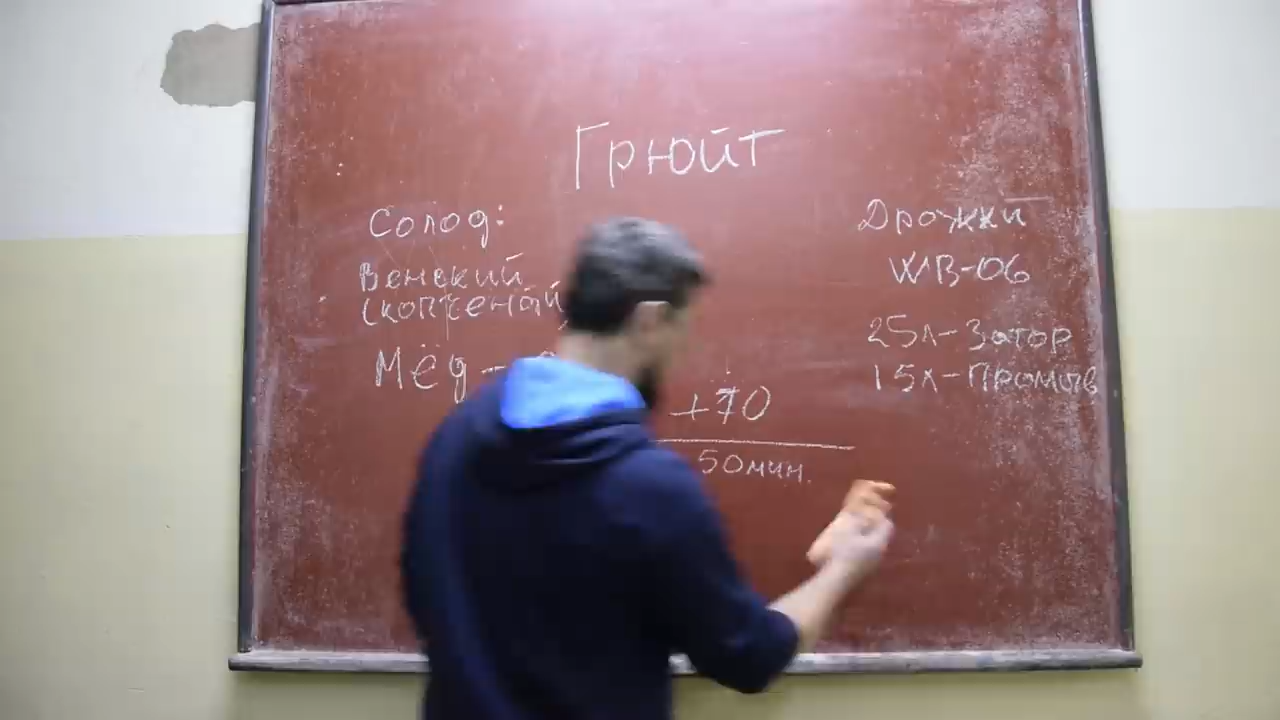 Грюйт
Солод:
Венский
Мёд -
+70
50мин.
Дрожжи
WB-06
25л-Затор
15л-Промыв